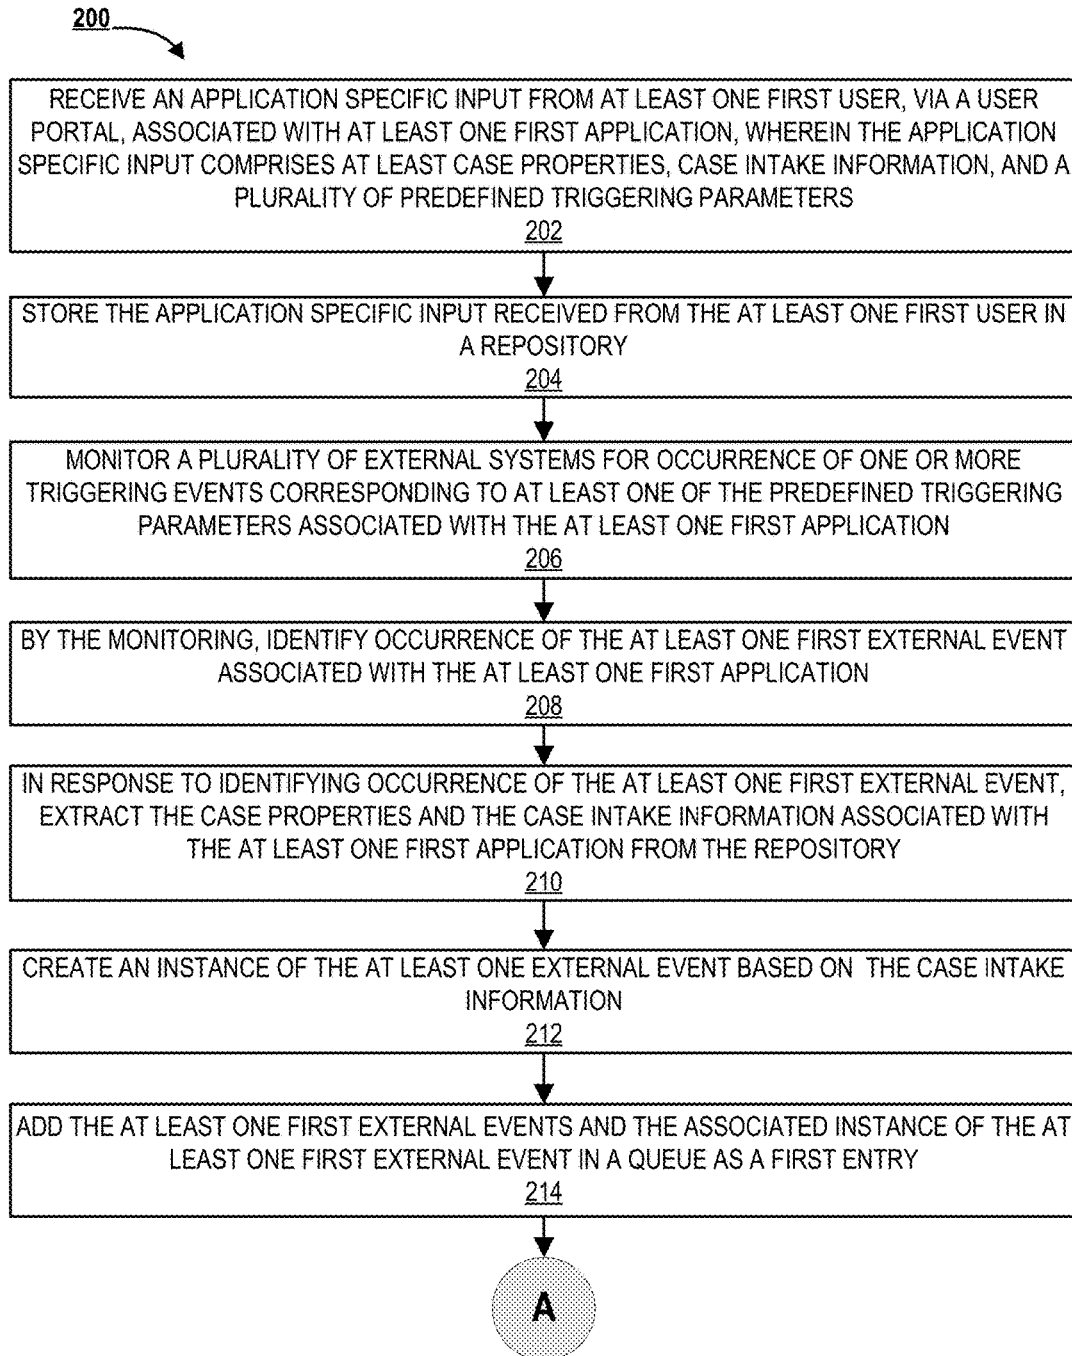 200
RECEIVE AN APPLICATION SPECIFIC INPUT FROM AT LEAST ONE FIRST USER, VIA A USER
PORTAL, ASSOCIATED WITH AT LEAST ONE FIRST APPLICATION, WHEREIN THE APPLICATION
SPECIFIC INPUT COMPRISES AT LEAST CASE PROPERTIES, CASE INTAKE INFORMATION, AND A
PLURALITY OF PREDEFINED TRIGGERING PARAMETERS
202
STORE THE APPLICATION SPECIFIC INPUT RECEIVED FROM THE AT LEAST ONE FIRST USER IN
A REPOSITORY
204
MONITOR A PLURALITY OF EXTERNAL SYSTEMS FOR OCCURRENCE OF ONE OR MORE
TRIGGERING EVENTS CORRESPONDING TO AT LEAST ONE OF THE PREDEFINED TRIGGERING
PARAMETERS ASSOCIATED WITH THE AT LEAST ONE FIRST APPLICATION
206
BY THE MONITORING, IDENTIFY OCCURRENCE OF THE AT LEAST ONE FIRST EXTERNAL EVENT
ASSOCIATED WITH THE AT LEAST ONE FIRST APPLICATION
208
IN RESPONSE TO IDENTIFYING OCCURRENCE OF THE AT LEAST ONE FIRST EXTERNAL EVENT,
EXTRACT THE CASE PROPERTIES AND THE CASE INTAKE INFORMATION ASSOCIATED WITH
THE AT LEAST ONE FIRST APPLICATION FROM THE REPOSITORY
210
CREATE AN INSTANCE OF THE AT LEAST ONE EXTERNAL EVENT BASED ON THE CASE INTAKE
INFORMATION
212
ADD THE AT LEAST ONE FIRST EXTERNAL EVENTS AND THE ASSOCIATED INSTANCE OF THE AT
LEAST ONE FIRST EXTERNAL EVENT IN A QUEUE AS A FIRST ENTRY
214
A